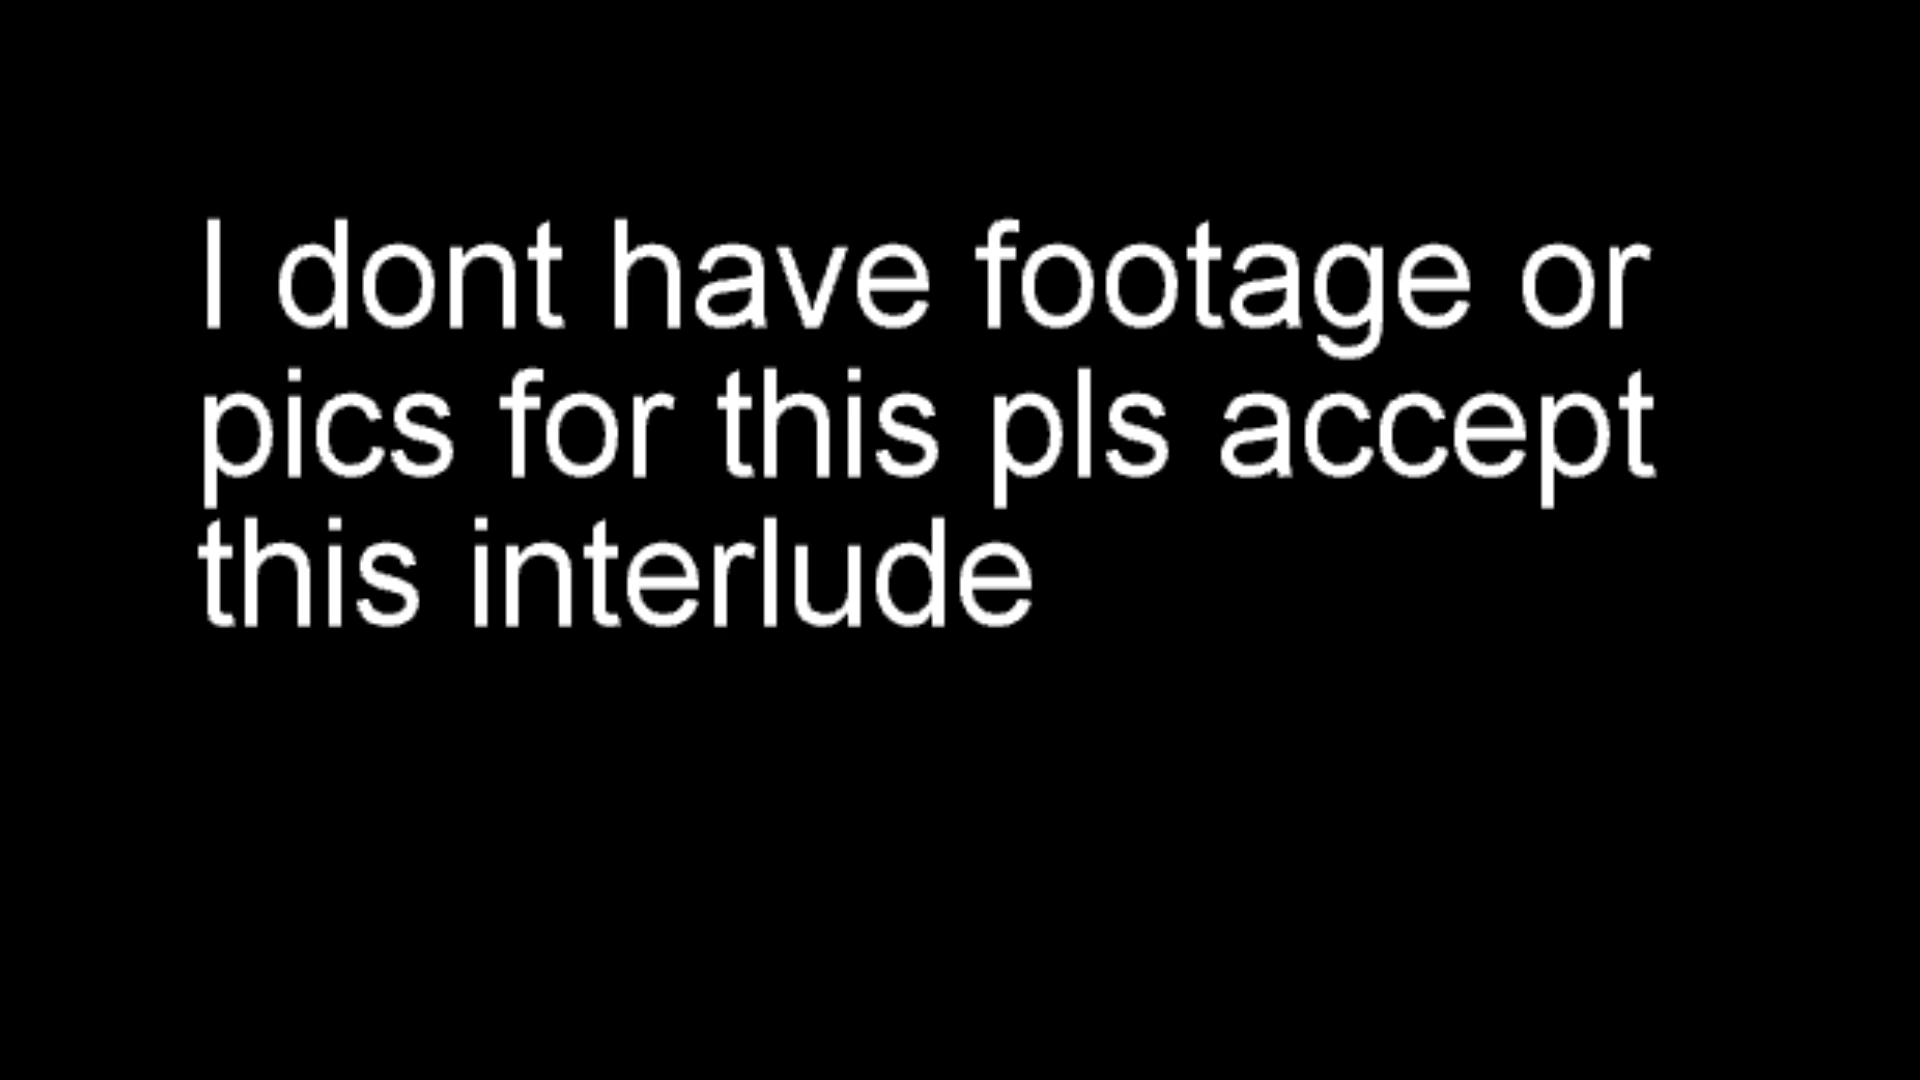 I dont have footage or
pics for this pls accept
this interlude